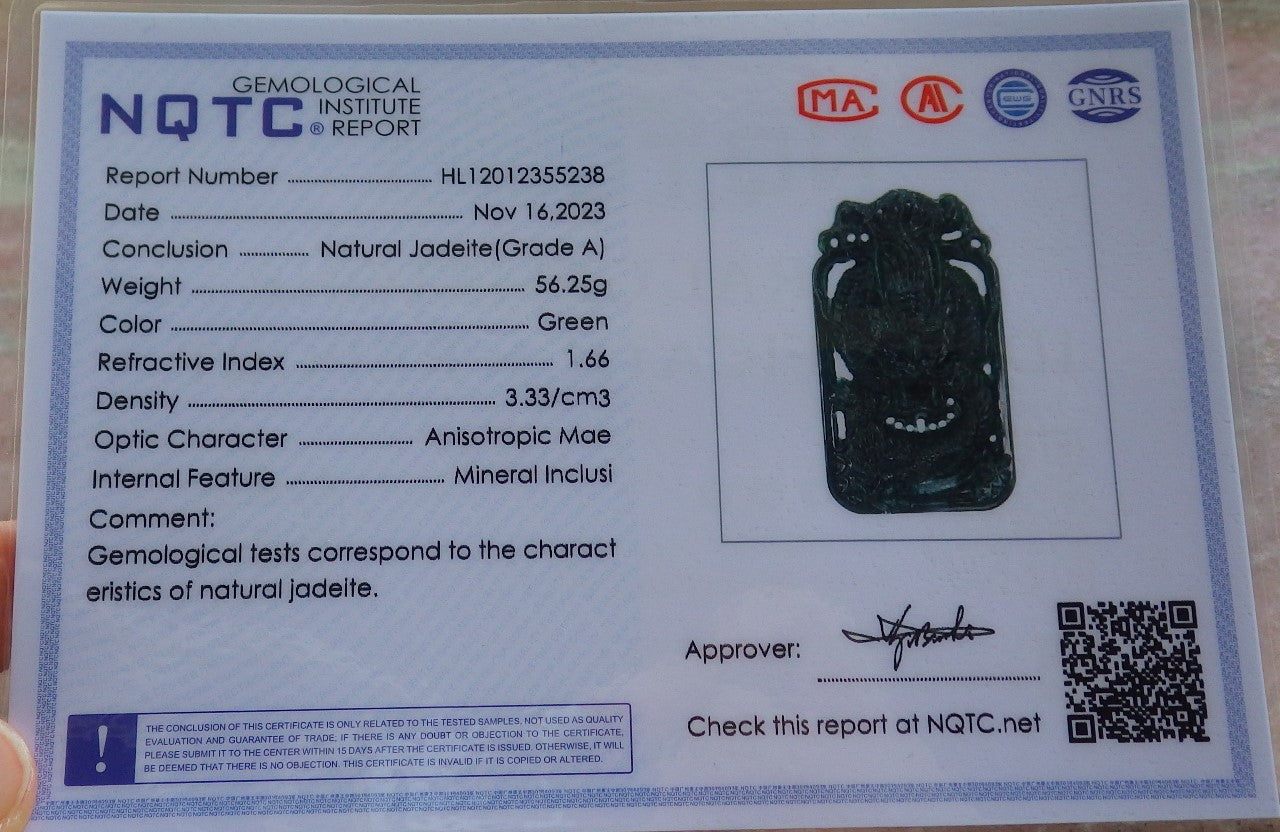 GEMOLOGICAL
NQTC® INSTITUTE
REPORT
MA
GNRS
Report Number HL12012355238
Date Nov 16,2023
Conclusion Natural Jadeite(Grade A)
Weight 56.25g
Color Green
Refractive Index 1.66
Density 3.33/cm3
Optic Character Anisotropic Mae
Internal Feature Mineral Inclusi
Comment:
Gemological tests correspond to the charact
eristics of natural jadeite.
Approver:
Check this report at NQTC.net
!
THE CONCLUSION OF THIS CERTIFICATE IS ONLY RELATED TO THE TESTED SAMPLES, NOT USED AS QUALITY
EVALUATION AND GUARANTEE OF TRADE, IF THERE IS ANY DOUBT OR OBJECTION TO THE CERTIFICATE,
PLEASE SUBMIT IT TO THE CENTER WITHIN 15 DAYS AFTER THE CERTIFICATE IS ISSUED. OTHERWISE, IT WILL
BE DEEMED THAT THERE IS NO OBJECTION. THIS CERTIFICATE IS INVALID IF IT IS COPIED OR ALTERED.